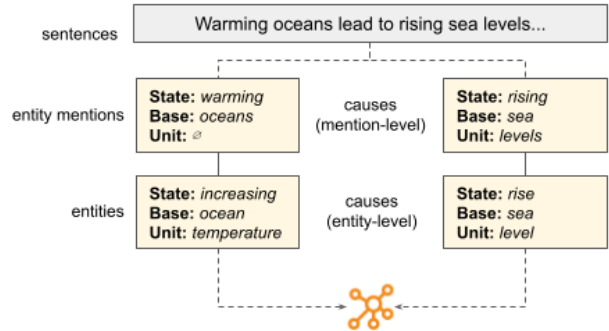 sentences
Warming oceans lead to rising sea levels...
entity mentions
State: warming
Base: oceans
Unit: ∅
causes
(mention-level)
State: rising
Base: sea
Unit: levels
entities
State: increasing
Base: ocean
Unit: temperature
causes
(entity-level)
State: rise
Base: sea
Unit: level